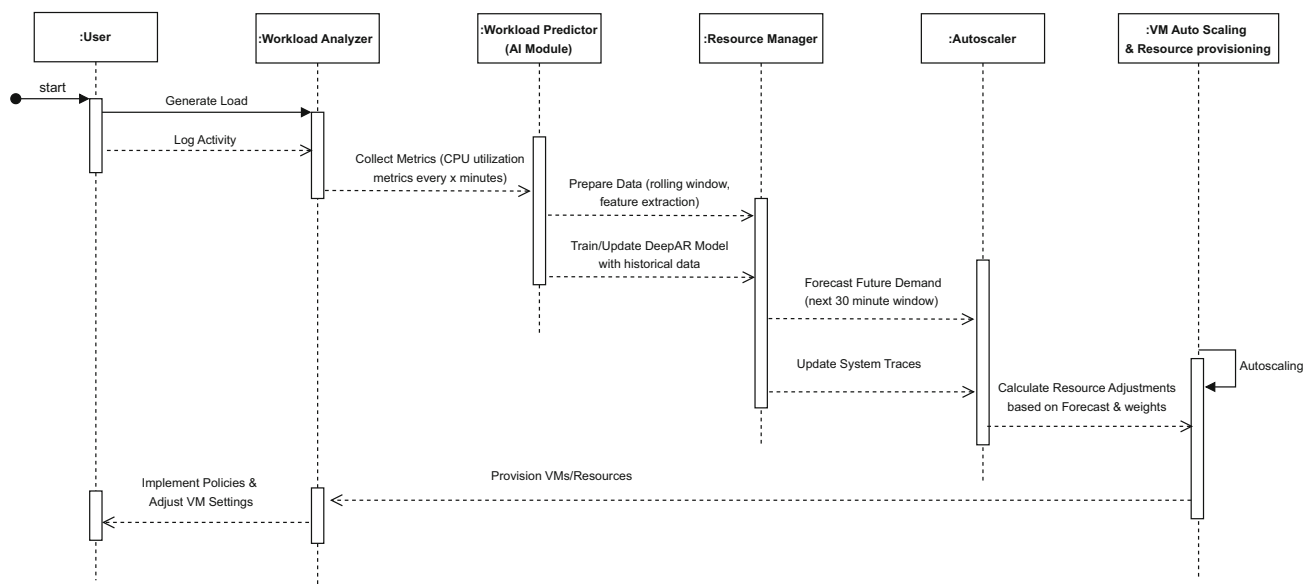 :User
:Workload Analyzer
:Workload Predictor
(AI Module)
:Resource Manager
:Autoscaler
:VM Auto Scaling
& Resource provisioning
start
Generate Load
Log Activity
Collect Metrics (CPU utilization
metrics every x minutes)
Prepare Data (rolling window,
feature extraction)
Train/Update DeepAR Model
with historical data
Forecast Future Demand
(next 30 minute window)
Update System Traces
Autoscaling
Calculate Resource Adjustments
based on Forecast & weights
Provision VMs/Resources
Implement Policies &
Adjust VM Settings